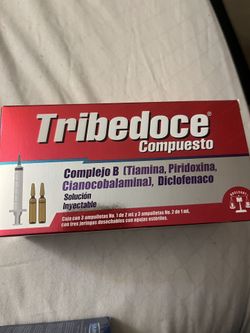 Tribedoce®
Compuesto
Complejo B (Tiamina, Piridoxina,
Cianocobalamina), Diclofenaco
Solución
Inyectable
Caja con 3 ampolletas No. 1 de 2 mL y 3 ampolletas No. 2 de 1 mL,
con tres jeringas desechables con agujas estériles.